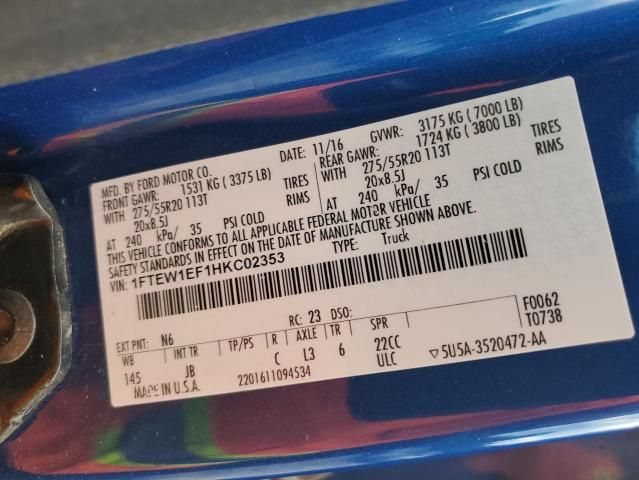 MFD. BY FORD MOTOR CO.
DATE: 11/16 GVWR: 3175 KG ( 7000 LB)
FRONT GAWR: 1531 KG ( 3375 LB) REAR GAWR: 1724 KG ( 3800 LB)
WITH 275/55R20 113T TIRES WITH 275/55R20 113T TIRES
20x8.5J RIMS 20x8.5J RIMS
AT 240 kPa/ 35 PSI COLD AT 240 kPa/ 35 PSI COLD
THIS VEHICLE CONFORMS TO ALL APPLICABLE FEDERAL MOTOR VEHICLE
SAFETY STANDARDS IN EFFECT ON THE DATE OF MANUFACTURE SHOWN ABOVE.
VIN: 1FTEW1EF1HKC02353 TYPE: Truck
EXT PNT: N6 RC: 23 DSO: F0062
WB INT TR TP/PS R AXLE TR SPR T0738
145 JB C L3 6 22CC
ULC ▽5U5A-3520472-AA
MADE IN U.S.A. 2201611094534